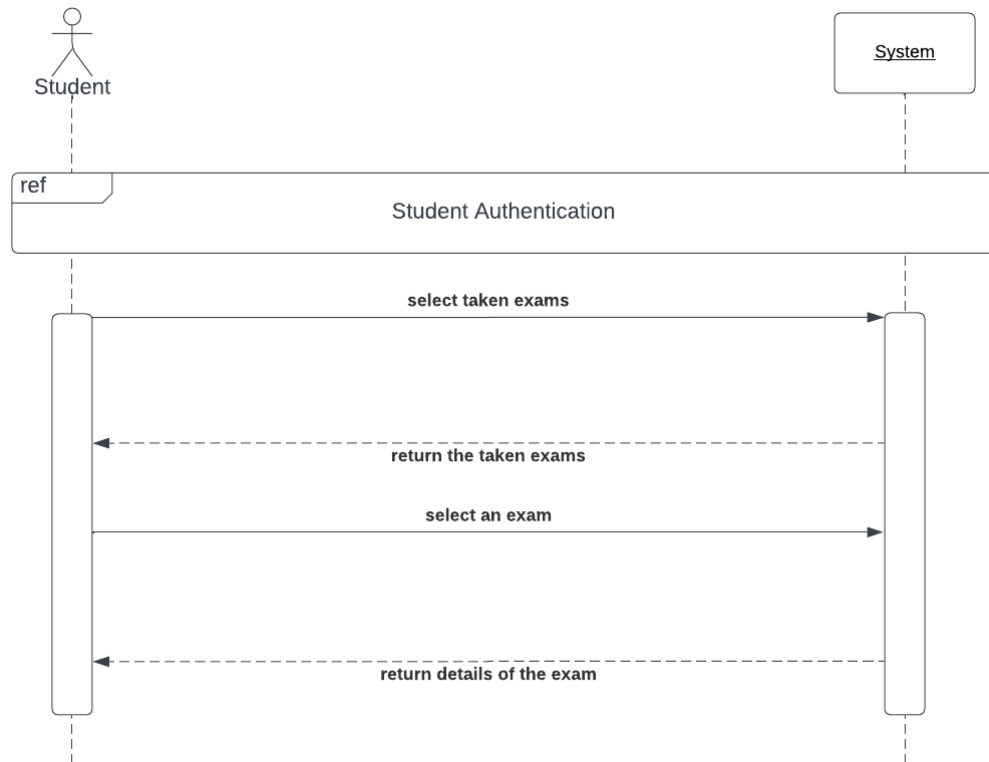 Student
System
ref
Student Authentication
select taken exams
return the taken exams
select an exam
return details of the exam